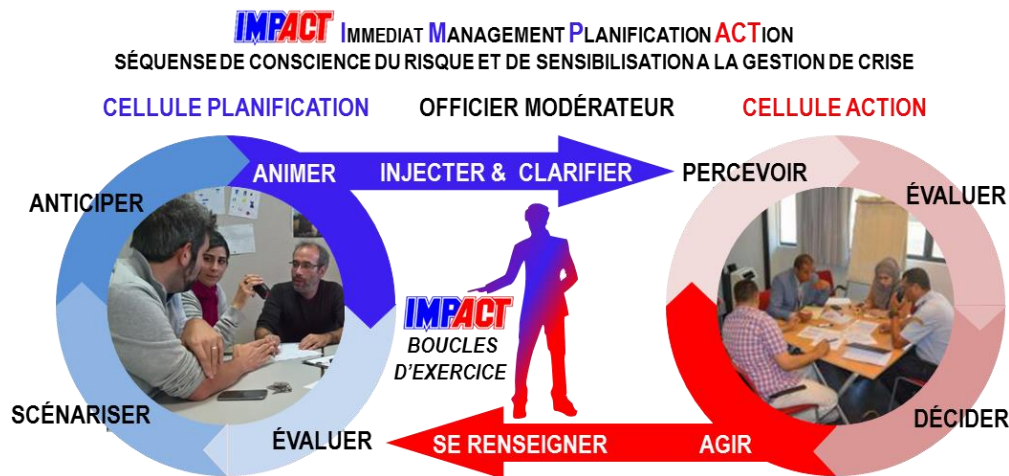 IMPACT IMMEDIAT MANAGEMENT PLANIFICATION ACTION
SÉQUENSE DE CONSCIENCE DU RISQUE ET DE SENSIBILISATION A LA GESTION DE CRISE
CELLULE PLANIFICATION OFFICIER MODÉRATEUR CELLULE ACTION
ANIMER INJECTER & CLARIFIER PERCEVOIR
ANTICIPER ÉVALUER
IMPACT
BOUCLES
D'EXERCICE
SCÉNARISER DÉCIDER
ÉVALUER SE RENSEIGNER AGIR